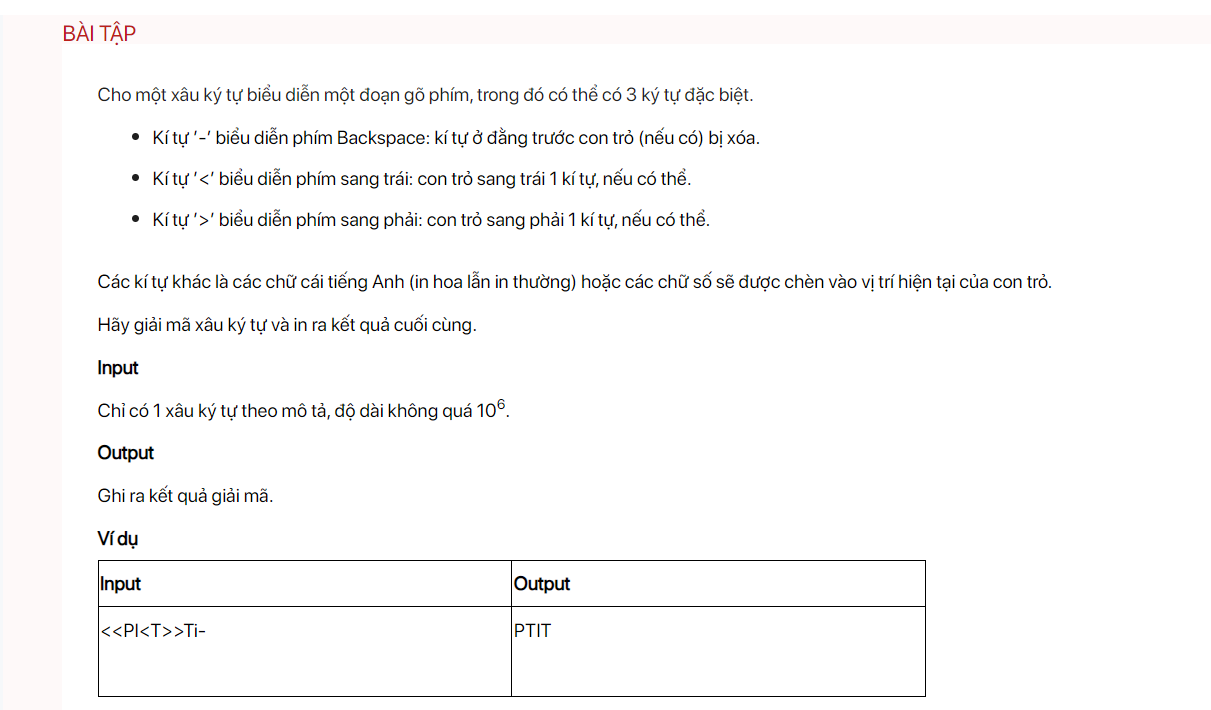 BÀI TẬP
Cho một xâu ký tự biểu diễn một đoạn gõ phím, trong đó có thể có 3 ký tự đặc biệt.
• Kí tự '-' biểu diễn phím Backspace: kí tự ở đằng trước con trỏ (nếu có) bị xóa.
• Kí tự '<' biểu diễn phím sang trái: con trỏ sang trái 1 kí tự, nếu có thể.
• Kí tự '>' biểu diễn phím sang phải: con trỏ sang phải 1 kí tự, nếu có thể.
Các kí tự khác là các chữ cái tiếng Anh (in hoa lẫn in thường) hoặc các chữ số sẽ được chèn vào vị trí hiện tại của con trỏ.
Hãy giải mã xâu ký tự và in ra kết quả cuối cùng.
Input
Chỉ có 1 xâu ký tự theo mô tả, độ dài không quá 10⁶.
Output
Ghi ra kết quả giải mã.
Ví dụ
Input Output
<<PI<T>>Ti- PTIT